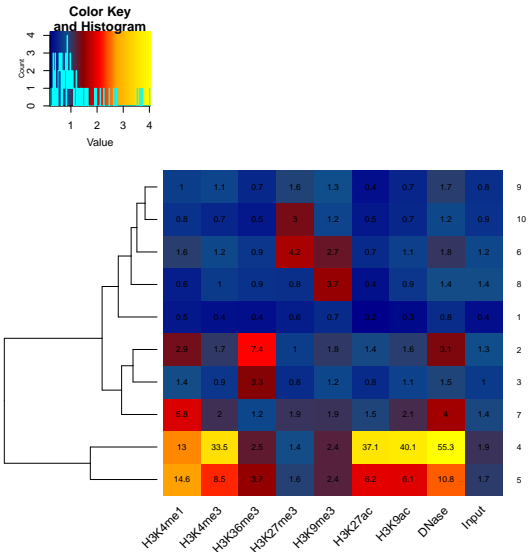 Color Key
and Histogram
Count
0 1 2 3 4
1 2 3 4
Value
1 1.1 0.7 1.6 1.3 0.4 0.7 1.7 0.8 9
0.8 0.7 0.5 3 1.2 0.5 0.7 1.2 0.9 10
1.6 1.2 0.9 4.2 2.7 0.7 1.1 1.8 1.2 6
0.6 1 0.9 0.8 3.7 0.4 0.9 1.4 1.4 8
0.5 0.4 0.4 0.6 0.7 0.3 0.8 0.4 1
2.9 1.7 7.4 1 1.8 1.4 1.6 3.1 1.3 2
1.4 0.9 3.3 0.8 1.2 0.8 1.1 1.5 1 3
5.8 2 1.2 1.9 1.9 1.5 2.1 4 1.4 7
13 33.5 2.5 1.4 2.4 37.1 40.1 55.3 1.9 4
14.6 8.5 3.7 1.6 2.4 6.2 6.1 10.8 1.7 5
H3K4me1 H3K4me3 H3K36me3 H3K27me3 H3K9me3 H3K27ac H3K9ac DNase Input